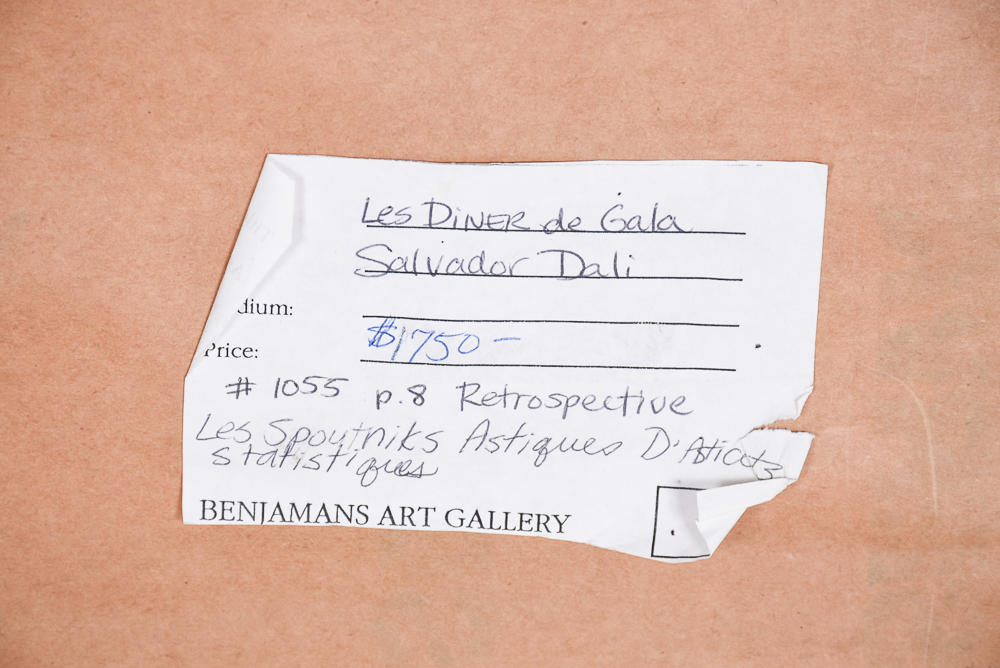 Les DiNER de Gala
Salvador Dali
dium:
Price: $1750 -
# 1055 p.8 Retrospective
Les Spoutniks Astiques D'Asticots
statistiques
BENJAMANS ART GALLERY